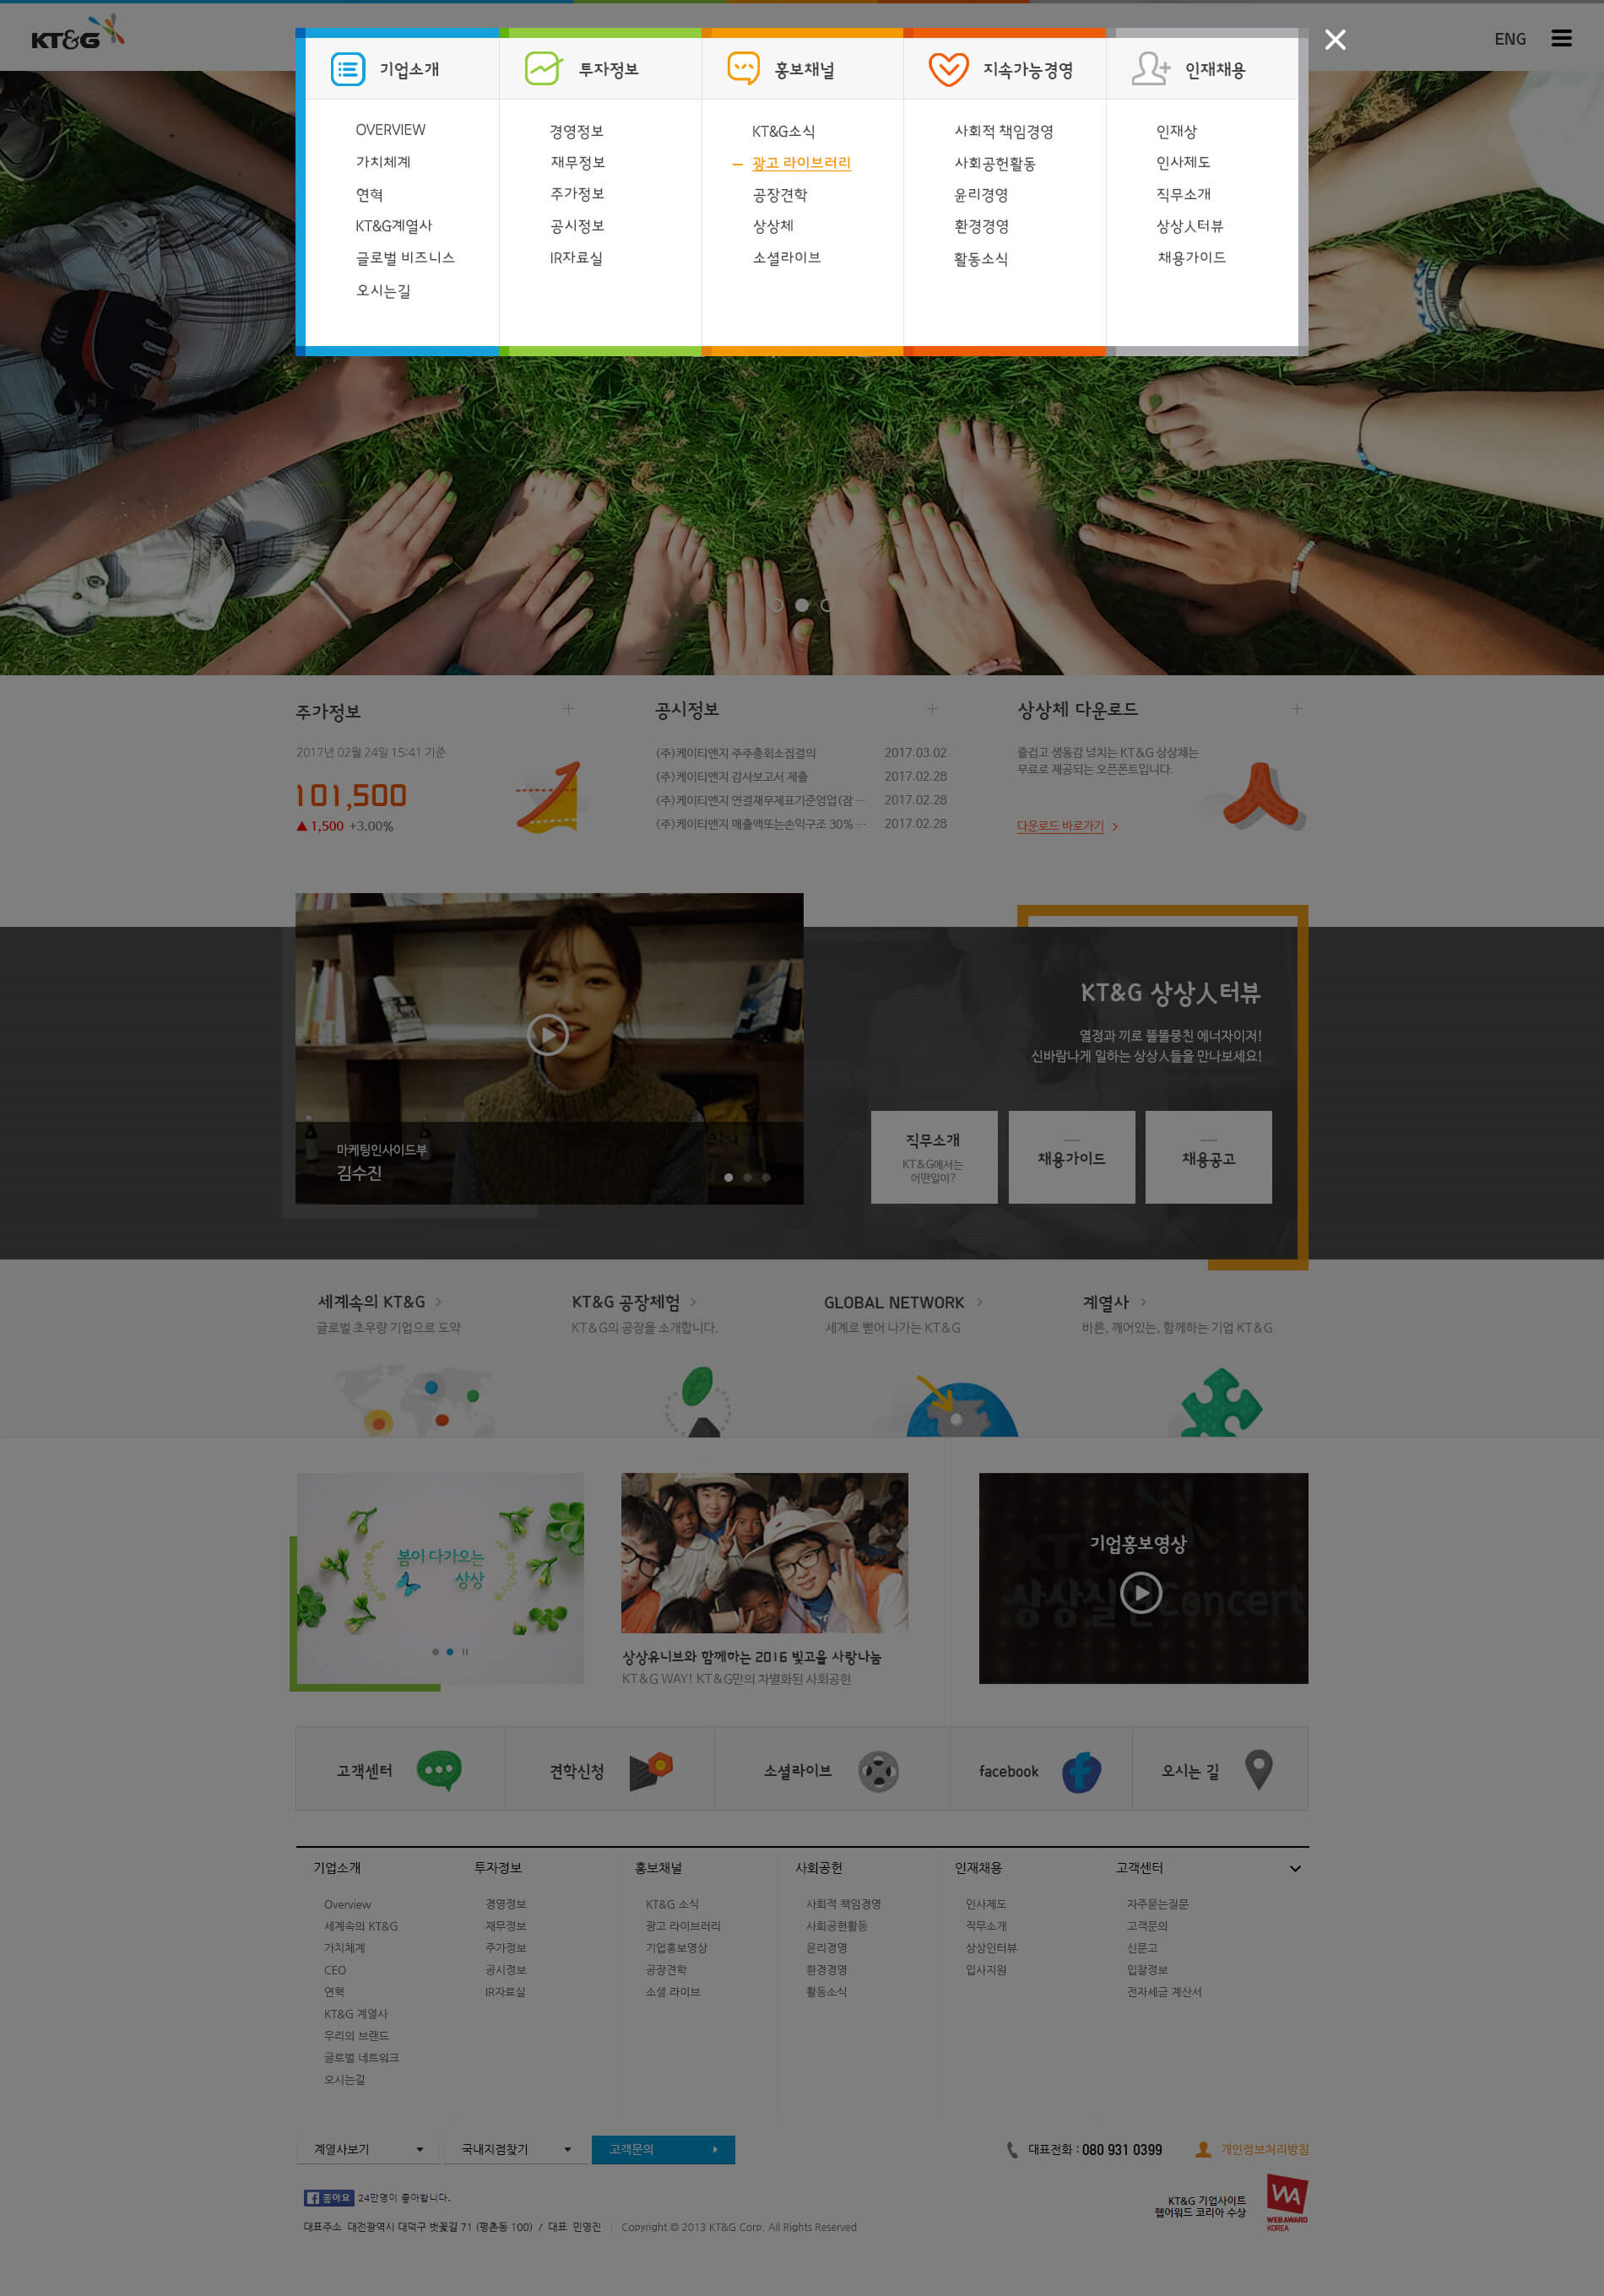 KT&G
ENG
기업소개
투자정보
홍보채널
지속가능경영
인재채용
OVERVIEW
가치체계
연혁
KT&G계열사
글로벌 비즈니스
오시는길
경영정보
재무정보
주가정보
공시정보
IR자료실
KT&G소식
광고 라이브러리
공장견학
상상체
소셜라이브
사회적 책임경영
사회공헌활동
윤리경영
환경경영
활동소식
인재상
인사제도
직무소개
상상人터뷰
채용가이드
주가정보
2017년 02월 24일 15:41 기준
101,500
▲ 1,500 +3.00%
공시정보
(주)케이티앤지 주주총회소집결의 2017.03.02
(주)케이티앤지 감사보고서 제출 2017.02.28
(주)케이티앤지 연결재무제표기준영업(잠 ··· 2017.02.28
(주)케이티앤지 매출액또는손익구조 30% ··· 2017.02.28
상상체 다운로드
즐겁고 생동감 넘치는 KT&G 상상체는
무료로 제공되는 오픈폰트입니다.
다운로드 바로가기
마케팅인사이드부
김수진
KT&G 상상人터뷰
열정과 끼로 똘똘뭉친 에너자이저!
신바람나게 일하는 상상人들을 만나보세요!
직무소개
KT&G에서는
어떤일이?
채용가이드
채용공고
세계속의 KT&G
글로벌 초우량 기업으로 도약
KT&G 공장체험
KT&G의 공장을 소개합니다.
GLOBAL NETWORK
세계로 뻗어 나가는 KT&G
계열사
바른, 깨어있는, 함께하는 기업 KT&G
봄이 다가오는
상상
상상유니브와 함께하는 2016 빛고을 사랑나눔
KT&G WAY! KT&G만의 차별화된 사회공헌
기업홍보영상
Concert
고객센터
견학신청
소셜라이브
facebook
오시는 길
기업소개
Overview
세계속의 KT&G
가치체계
CEO
연혁
KT&G 계열사
우리의 브랜드
글로벌 네트워크
오시는길
투자정보
경영정보
재무정보
주가정보
공시정보
IR자료실
홍보채널
KT&G 소식
광고 라이브러리
기업홍보영상
공장견학
소셜 라이브
사회공헌
사회적 책임경영
사회공헌활동
윤리경영
환경경영
활동소식
인재채용
인사제도
직무소개
상상인터뷰
입사지원
고객센터
자주묻는질문
고객문의
신문고
입찰정보
전자세금 계산서
계열사보기
국내지점찾기
고객문의
대표전화 : 080 931 0399
개인정보처리방침
좋아요 24만명이 좋아합니다.
KT&G 기업사이트
웹어워드 코리아 수상
WEB AWARD
KOREA
대표주소 대전광역시 대덕구 벚꽃길 71 (평촌동 100) / 대표 민영진 Copyright © 2013 KT&G Corp. All Rights Reserved